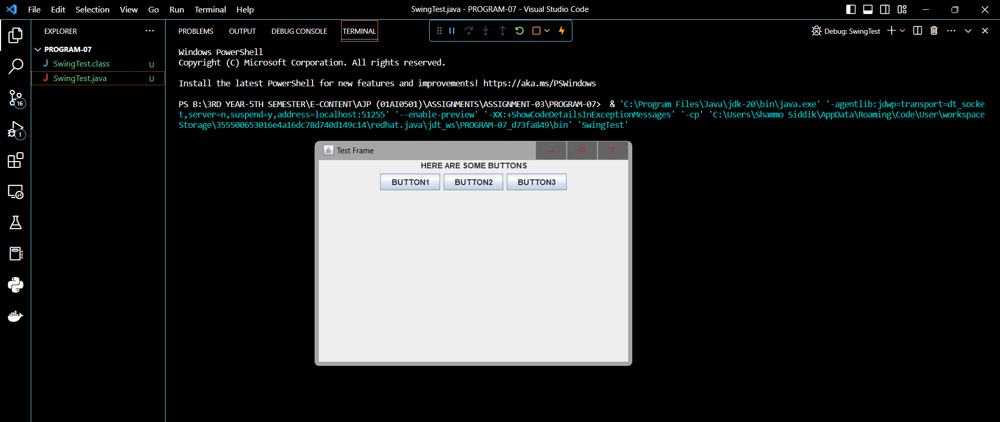 File Edit Selection View Go Run Terminal Help
SwingTest.java - PROGRAM-07 - Visual Studio Code
EXPLORER
PROGRAM-07
SwingTest.class U
SwingTest.java U
16
1
PROBLEMS OUTPUT DEBUG CONSOLE TERMINAL
Debug: SwingTest
Windows PowerShell
Copyright (C) Microsoft Corporation. All rights reserved.
Install the latest PowerShell for new features and improvements! https://aka.ms/PSWindows
PS B:\3RD YEAR-5TH SEMESTER\E-CONTENT\AJP (01AI0501)\ASSIGNMENTS\ASSIGNMENT-03\PROGRAM-07>  & 'C:\Program Files\Java\jdk-20\bin\java.exe' '-agentlib:jdwp=transport=dt_socke
t,server=n,suspend=y,address=localhost:51255' '--enable-preview' '-XX:+ShowCodeDetailsInExceptionMessages' '-cp' 'C:\Users\Shammo Siddik\AppData\Roaming\Code\User\workspace
Storage\355500653016e4a16dc78d740d149c14\redhat.java\jdt_ws\PROGRAM-07_d73fa849\bin' 'SwingTest'
Test Frame
HERE ARE SOME BUTTONS
BUTTON1 BUTTON2 BUTTON3